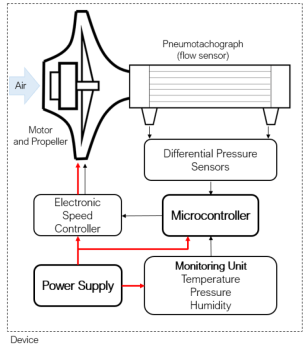 Pneumotachograph
(flow sensor)
Air
Motor
and Propeller
Differential Pressure
Sensors
Electronic
Speed
Controller
Microcontroller
Power Supply
Monitoring Unit
Temperature
Pressure
Humidity
Device